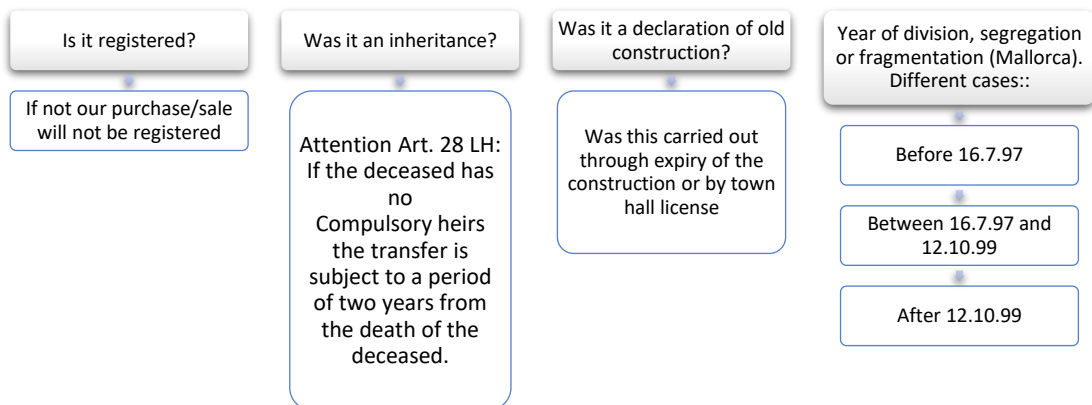 Is it registered?
If not our purchase/sale
will not be registered
Was it an inheritance?
Attention Art. 28 LH:
If the deceased has
no
Compulsory heirs
the transfer is
subject to a period
of two years from
the death of the
deceased.
Was it a declaration of old
construction?
Was this carried out
through expiry of the
construction or by town
hall license
Year of division, segregation
or fragmentation (Mallorca).
Different cases::
Before 16.7.97
Between 16.7.97 and
12.10.99
After 12.10.99